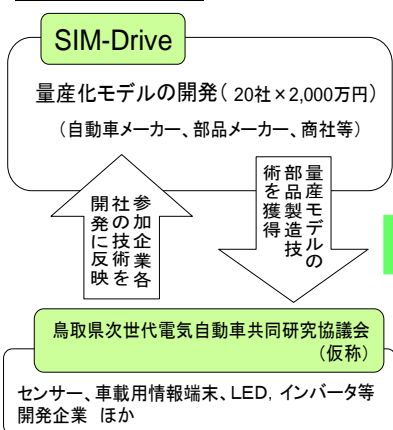 SIM-Drive
量産化モデルの開発( 20社×2,000万円)
(自動車メーカー、部品メーカー、商社等)
参加企業各
社の技術を
開発に反映
量産モデルの
部品製造技
術を獲得
鳥取県次世代電気自動車共同研究協議会
(仮称)
センサー、車載用情報端末、LED, インバータ等
開発企業 ほか